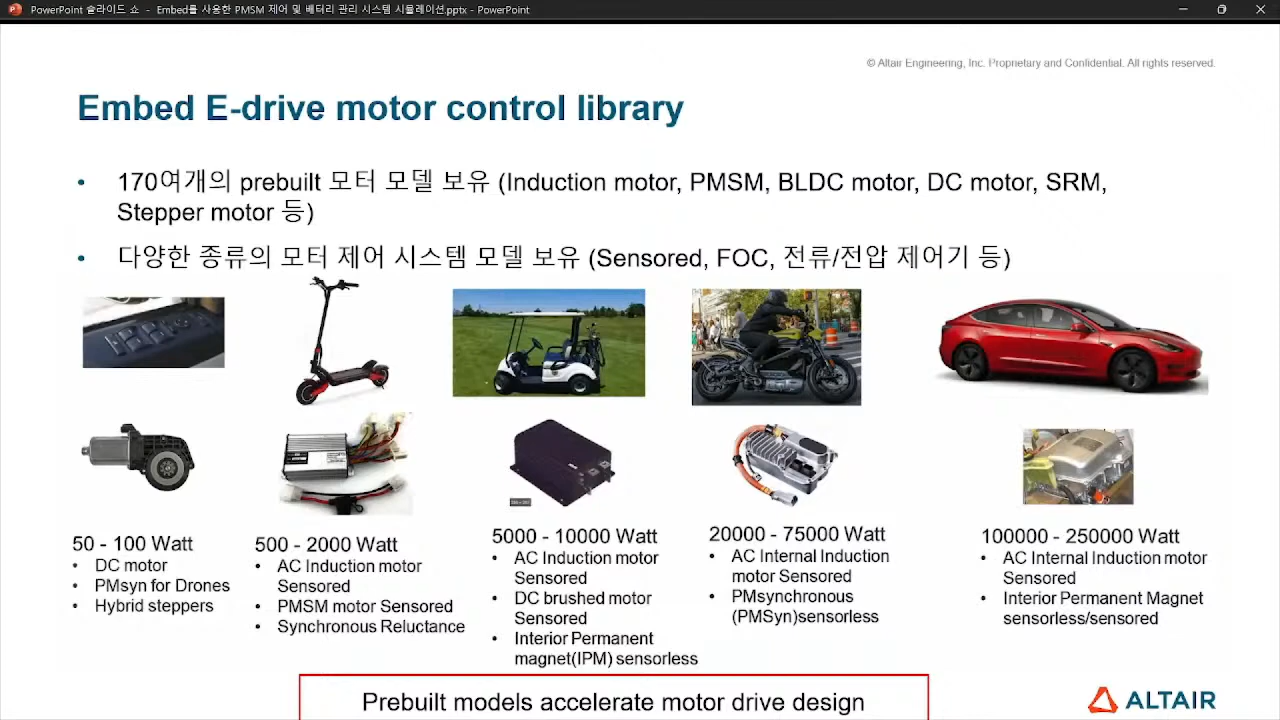 PowerPoint 슬라이드 쇼 - Embed를 사용한 PMSM 제어 및 배터리 관리 시스템 시뮬레이션.pptx - PowerPoint
© Altair Engineering, Inc. Proprietary and Confidential. All rights reserved.
Embed E-drive motor control library
• 170여개의 prebuilt 모터 모델 보유 (Induction motor, PMSM, BLDC motor, DC motor, SRM,
Stepper motor 등)
• 다양한 종류의 모터 제어 시스템 모델 보유 (Sensored, FOC, 전류/전압 제어기 등)
50 - 100 Watt
• DC motor
• PMsyn for Drones
• Hybrid steppers
500 - 2000 Watt
• AC Induction motor
Sensored
• PMSM motor Sensored
• Synchronous Reluctance
5000 - 10000 Watt
• AC Induction motor
Sensored
• DC brushed motor
Sensored
• Interior Permanent
magnet(IPM) sensorless
20000 - 75000 Watt
• AC Internal Induction
motor Sensored
• PMsynchronous
(PMSyn)sensorless
100000 - 250000 Watt
• AC Internal Induction motor
Sensored
• Interior Permanent Magnet
sensorless/sensored
Prebuilt models accelerate motor drive design
ALTAIR